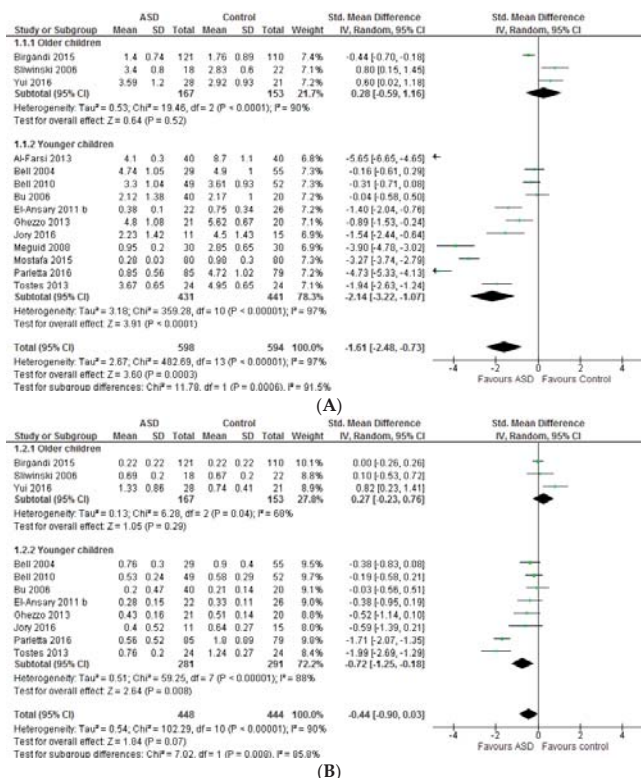 ASD Control Std. Mean Difference Std. Mean Difference
Study or Subgroup Mean SD Total Mean SD Total Weight IV, Random, 95% CI IV, Random, 95% CI
1.1.1 Older children
Birgandi 2015 1.4 0.74 121 1.76 0.89 110 7.4% -0.44 [-0.70, -0.18]
Sliwinski 2006 3.4 0.8 18 2.83 0.6 22 7.1% 0.80 [0.15, 1.45]
Yui 2016 3.59 1.2 28 2.92 0.93 21 7.2% 0.60 [0.02, 1.18]
Subtotal (95% CI) 167 153 21.7% 0.28 [-0.59, 1.16]
Heterogeneity: Tau² = 0.53; Chi² = 19.46, df = 2 (P < 0.0001); I² = 90%
Test for overall effect: Z = 0.64 (P = 0.52)
1.1.2 Younger children
Al-Farsi 2013 4.1 0.3 40 8.7 1.1 40 6.8% -5.65 [-6.65, -4.65]
Bell 2004 4.74 1.05 29 4.9 1 55 7.2% -0.16 [-0.61, 0.29]
Bell 2010 3.3 1.04 49 3.61 0.93 52 7.3% -0.31 [-0.71, 0.08]
Bu 2006 2.12 1.38 40 2.17 1 20 7.2% -0.04 [-0.58, 0.50]
El-Ansary 2011 b 0.38 0.1 22 0.75 0.34 26 7.1% -1.40 [-2.04, -0.76]
Ghezzo 2013 4.8 1.08 21 5.62 0.67 20 7.1% -0.89 [-1.53, -0.24]
Jory 2016 2.23 1.42 11 4.5 1.43 15 6.9% -1.54 [-2.44, -0.64]
Meguid 2008 0.95 0.2 30 2.85 0.65 30 6.9% -3.90 [-4.78, -3.02]
Mostafa 2015 0.28 0.03 80 0.98 0.3 80 7.2% -3.27 [-3.74, -2.79]
Parletta 2016 0.85 0.56 85 4.72 1.02 79 7.1% -4.73 [-5.33, -4.13]
Tostes 2013 3.67 0.65 24 4.95 0.65 24 7.1% -1.94 [-2.63, -1.24]
Subtotal (95% CI) 431 441 78.3% -2.14 [-3.22, -1.07]
Heterogeneity: Tau² = 3.18; Chi² = 359.28, df = 10 (P < 0.00001); I² = 97%
Test for overall effect: Z = 3.91 (P < 0.0001)
Total (95% CI) 598 594 100.0% -1.61 [-2.48, -0.73]
Heterogeneity: Tau² = 2.67; Chi² = 482.69, df = 13 (P < 0.00001); I² = 97%
Test for overall effect: Z = 3.60 (P = 0.0003)
Test for subgroup differences: Chi² = 11.78, df = 1 (P = 0.0006), I² = 91.5%
-4 -2 0 2 4
Favours ASD Favours Control
(A)
ASD Control Std. Mean Difference Std. Mean Difference
Study or Subgroup Mean SD Total Mean SD Total Weight IV, Random, 95% CI IV, Random, 95% CI
1.2.1 Older children
Birgandi 2015 0.22 0.22 121 0.22 0.22 110 10.1% 0.00 [-0.26, 0.26]
Sliwinski 2006 0.69 0.2 18 0.67 0.2 22 8.7% 0.10 [-0.53, 0.72]
Yui 2016 1.33 0.86 28 0.74 0.41 21 8.9% 0.82 [0.23, 1.41]
Subtotal (95% CI) 167 153 27.8% 0.27 [-0.23, 0.76]
Heterogeneity: Tau² = 0.13; Chi² = 6.28, df = 2 (P = 0.04); I² = 68%
Test for overall effect: Z = 1.05 (P = 0.29)
1.2.2 Younger children
Bell 2004 0.76 0.3 29 0.9 0.4 55 9.5% -0.38 [-0.83, 0.08]
Bell 2010 0.53 0.24 49 0.58 0.29 52 9.7% -0.19 [-0.58, 0.21]
Bu 2006 0.2 0.47 40 0.21 0.14 20 9.1% -0.03 [-0.56, 0.51]
El-Ansary 2011 b 0.28 0.15 22 0.33 0.11 26 9.0% -0.38 [-0.95, 0.19]
Ghezzo 2013 0.43 0.16 21 0.51 0.14 20 8.7% -0.52 [-1.14, 0.10]
Jory 2016 0.4 0.52 11 0.64 0.27 15 7.9% -0.59 [-1.39, 0.21]
Parletta 2016 0.56 0.52 85 1.8 0.89 79 9.8% -1.71 [-2.07, -1.35]
Tostes 2013 0.76 0.2 24 1.24 0.27 24 8.4% -1.99 [-2.69, -1.29]
Subtotal (95% CI) 281 291 72.2% -0.72 [-1.25, -0.18]
Heterogeneity: Tau² = 0.51; Chi² = 59.25, df = 7 (P < 0.00001); I² = 88%
Test for overall effect: Z = 2.64 (P = 0.008)
Total (95% CI) 448 444 100.0% -0.44 [-0.90, 0.03]
Heterogeneity: Tau² = 0.54; Chi² = 102.29, df = 10 (P < 0.00001); I² = 90%
Test for overall effect: Z = 1.84 (P = 0.07)
Test for subgroup differences: Chi² = 7.02, df = 1 (P = 0.008), I² = 85.8%
-4 -2 0 2 4
Favours ASD Favours Control
(B)